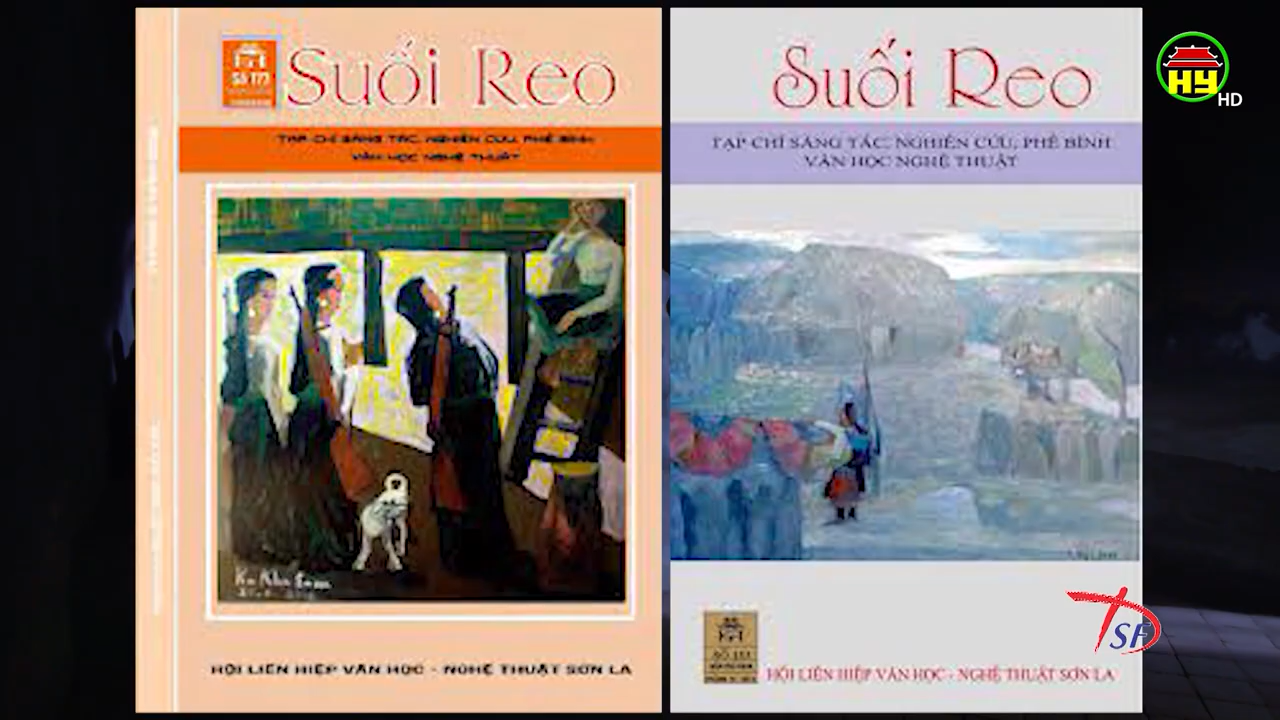 Suối Reo
TẠP CHÍ SÁNG TÁC, NGHIÊN CỨU, PHÊ BÌNH
VĂN HỌC NGHỆ THUẬT
HỘI LIÊN HIỆP VĂN HỌC - NGHỆ THUẬT SƠN LA
Suối Reo
TẠP CHÍ SÁNG TÁC, NGHIÊN CỨU, PHÊ BÌNH
VĂN HỌC NGHỆ THUẬT
HỘI LIÊN HIỆP VĂN HỌC - NGHỆ THUẬT SƠN LA
HY
HD
SF